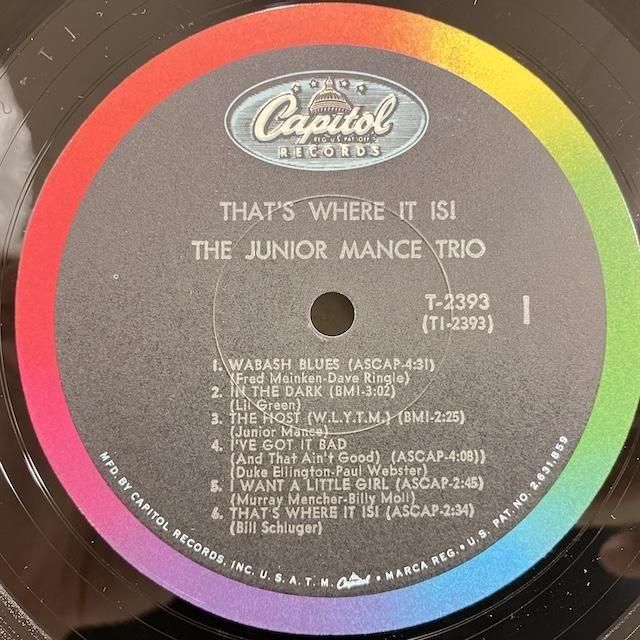 Capitol
REG. U.S. PAT. OFF.
RECORDS
THAT'S WHERE IT IS!
THE JUNIOR MANCE TRIO
T-2393 1
(T1-2393)
1. WABASH BLUES (ASCAP-4:31)
(Fred Meinken-Dave Ringle)
2. IN THE DARK (BMI-3:02)
(Lil Green)
3. THE HOST (W.L.Y.T.M.) (BMI-2:25)
(Junior Mance)
4. I'VE GOT IT BAD
(And That Ain't Good) (ASCAP-4:08))
(Duke Ellington-Paul Webster)
5. I WANT A LITTLE GIRL (ASCAP-2:45)
(Murray Mencher-Billy Moll)
6. THAT'S WHERE IT IS! (ASCAP-2:34)
(Bill Schluger)
MFD. BY CAPITOL RECORDS, INC. U.S.A. T.M. Capitol • MARCA REG. • U.S. PAT. NO. 2,631,859